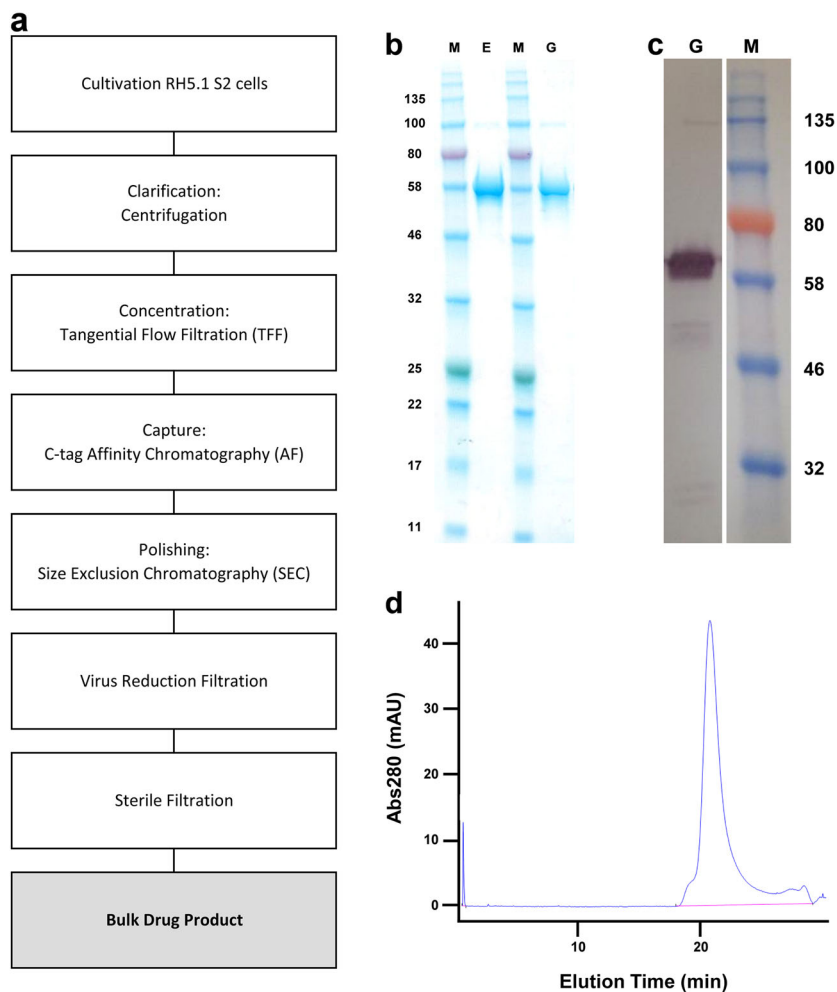 a
Cultivation RH5.1 S2 cells
Clarification:
Centrifugation
Concentration:
Tangential Flow Filtration (TFF)
Capture:
C-tag Affinity Chromatography (AF)
Polishing:
Size Exclusion Chromatography (SEC)
Virus Reduction Filtration
Sterile Filtration
Bulk Drug Product
b
M E M G
135
100
80
58
46
32
25
22
17
11
c
G M
135
100
80
58
46
32
d
Abs280 (mAU)
40
30
20
10
0
10 20
Elution Time (min)